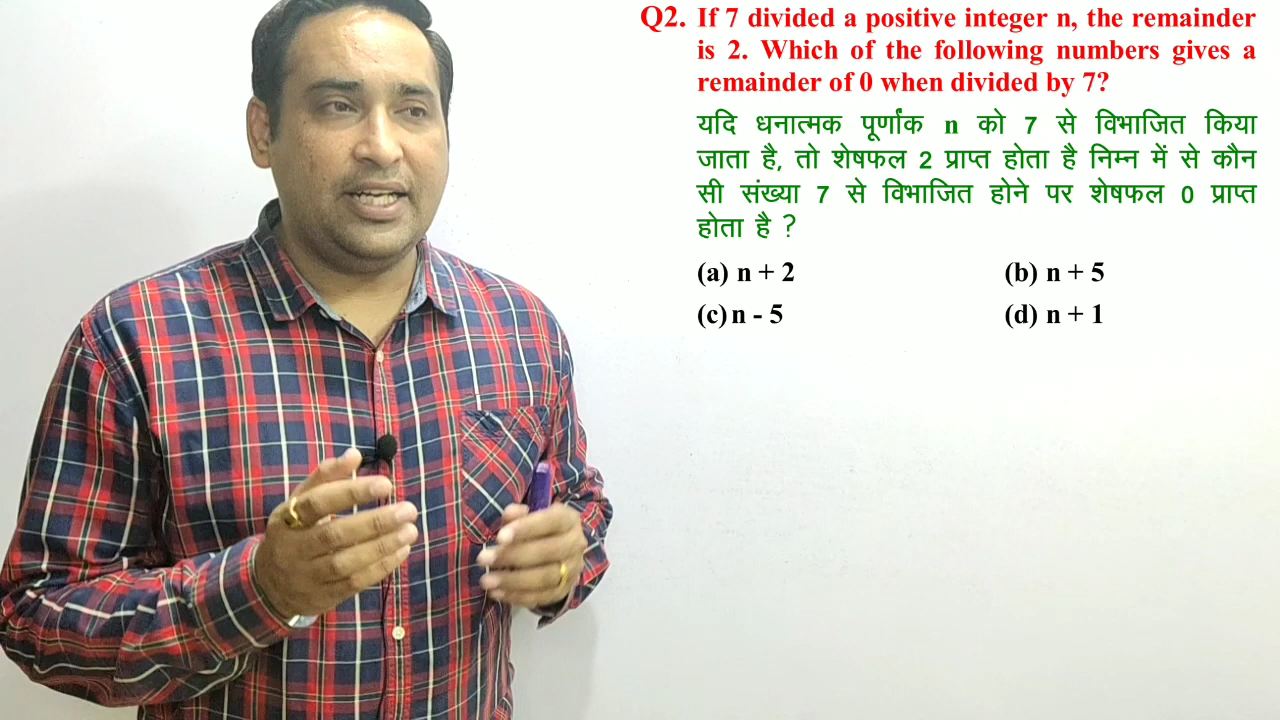 Q2. If 7 divided a positive integer n, the remainder
is 2. Which of the following numbers gives a
remainder of 0 when divided by 7?
यदि धनात्मक पूर्णांक n को 7 से विभाजित किया
जाता है, तो शेषफल 2 प्राप्त होता है निम्न में से कौन
सी संख्या 7 से विभाजित होने पर शेषफल 0 प्राप्त
होता है ?
(a) n + 2 (b) n + 5
(c) n - 5 (d) n + 1